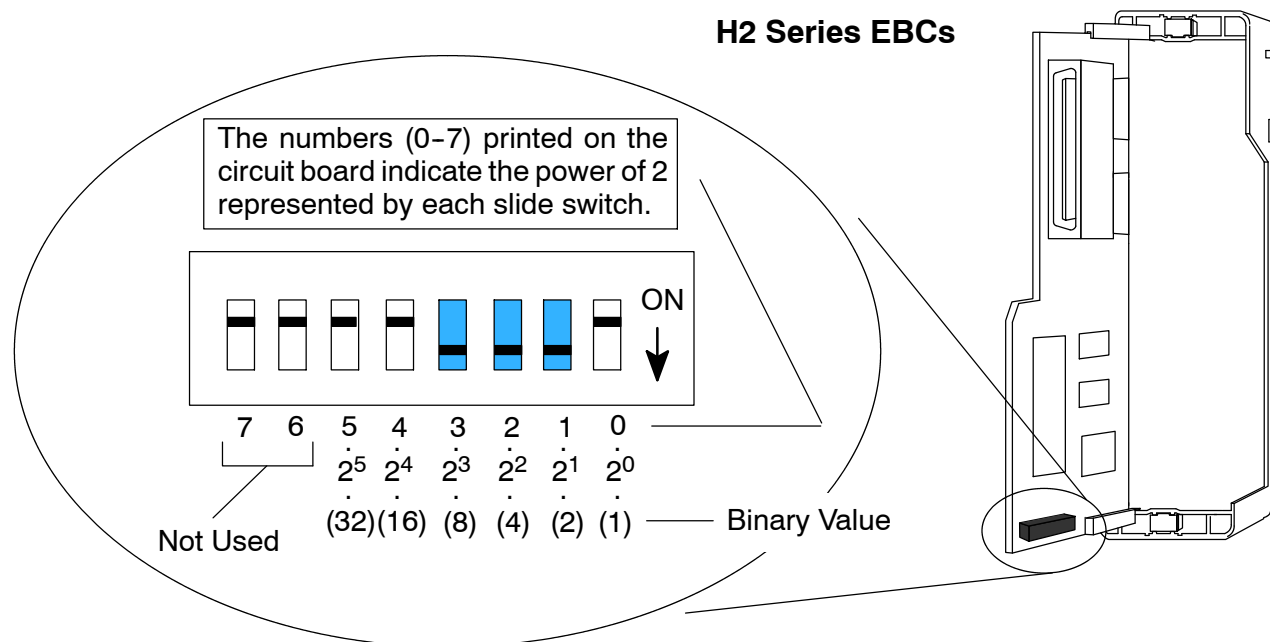 H2 Series EBCs
The numbers (0-7) printed on the
circuit board indicate the power of 2
represented by each slide switch.
ON
7 6 5 4 3 2 1 0
2⁵ 2⁴ 2³ 2² 2¹ 2⁰
(32) (16) (8) (4) (2) (1)
Binary Value
Not Used